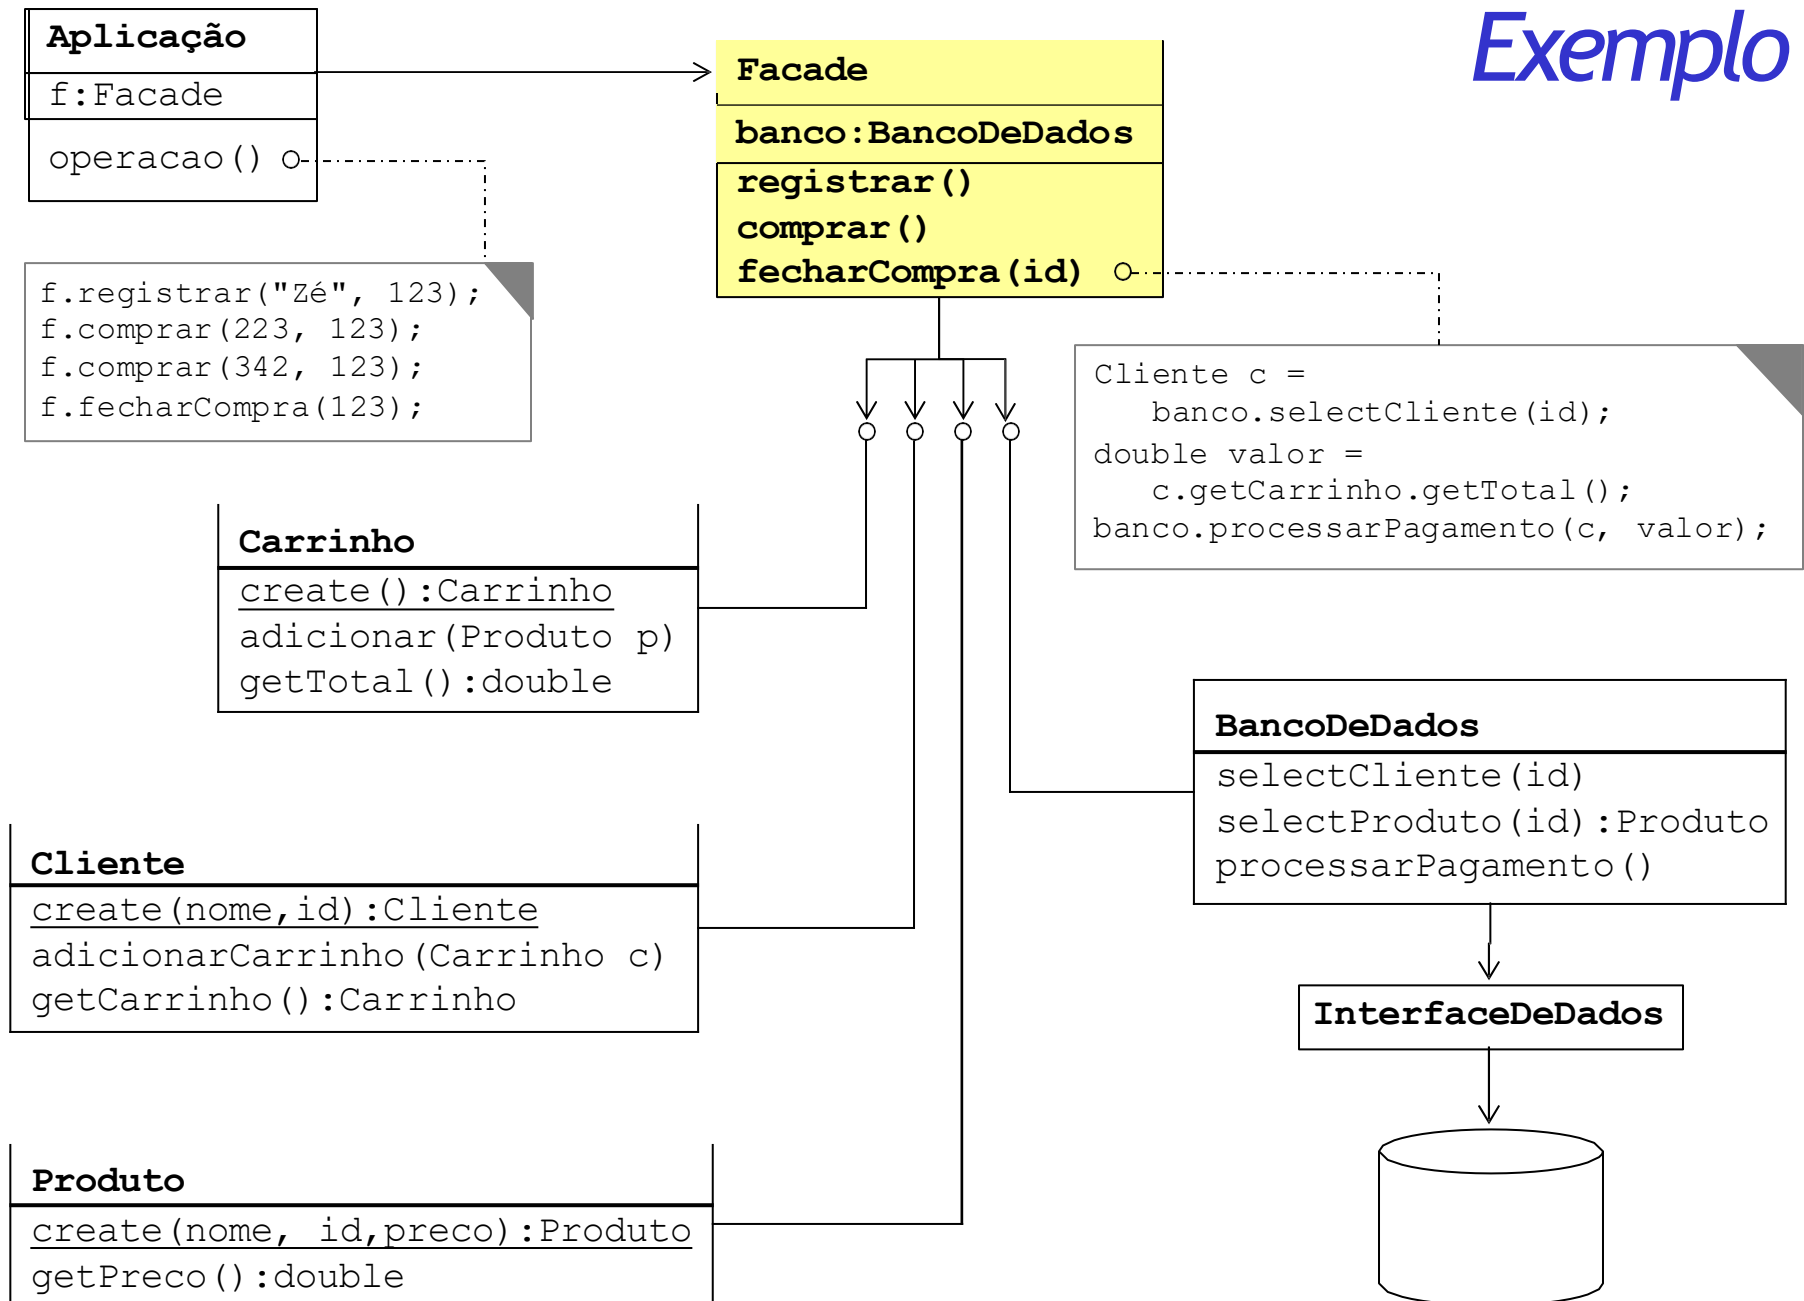 Exemplo
Aplicação
f:Facade
operacao()
Facade
banco:BancoDeDados
registrar()
comprar()
fecharCompra(id)
f.registrar("Zé", 123);
f.comprar(223, 123);
f.comprar(342, 123);
f.fecharCompra(123);
Cliente c =
banco.selectCliente(id);
double valor =
c.getCarrinho.getTotal();
banco.processarPagamento(c, valor);
Carrinho
create():Carrinho
adicionar(Produto p)
getTotal():double
BancoDeDados
selectCliente(id)
selectProduto(id):Produto
processarPagamento()
Cliente
create(nome,id):Cliente
adicionarCarrinho(Carrinho c)
getCarrinho():Carrinho
InterfaceDeDados
Produto
create(nome, id,preco):Produto
getPreco():double